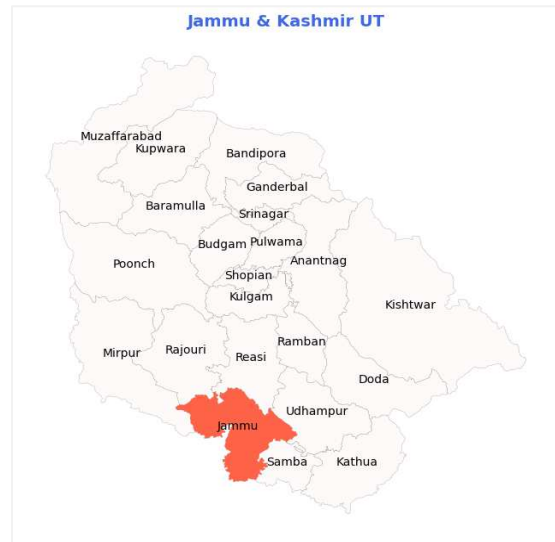 Jammu & Kashmir UT
Muzaffarabad
Kupwara
Bandipora
Ganderbal
Baramulla
Srinagar
Budgam
Pulwama
Anantnag
Poonch
Shopian
Kulgam
Kishtwar
Mirpur
Rajouri
Reasi
Ramban
Doda
Udhampur
Jammu
Samba
Kathua